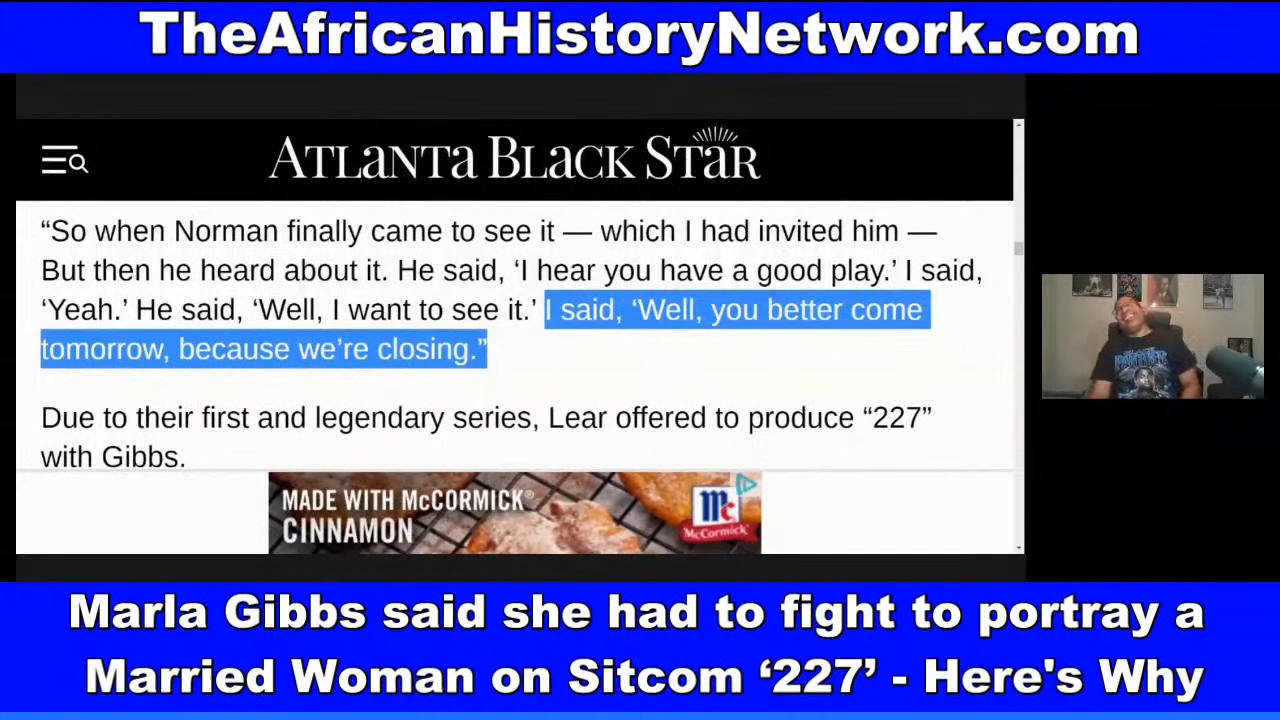 TheAfricanHistoryNetwork.com
ATLANTA BLACK STAR
“So when Norman finally came to see it — which I had invited him —
But then he heard about it. He said, ‘I hear you have a good play.’ I said,
‘Yeah.’ He said, ‘Well, I want to see it.’ I said, ‘Well, you better come
tomorrow, because we’re closing.”
Due to their first and legendary series, Lear offered to produce “227”
with Gibbs.
MADE WITH McCORMICK®
CINNAMON
Mc
McCormick
PANTHER
Marla Gibbs said she had to fight to portray a
Married Woman on Sitcom ‘227’ - Here's Why